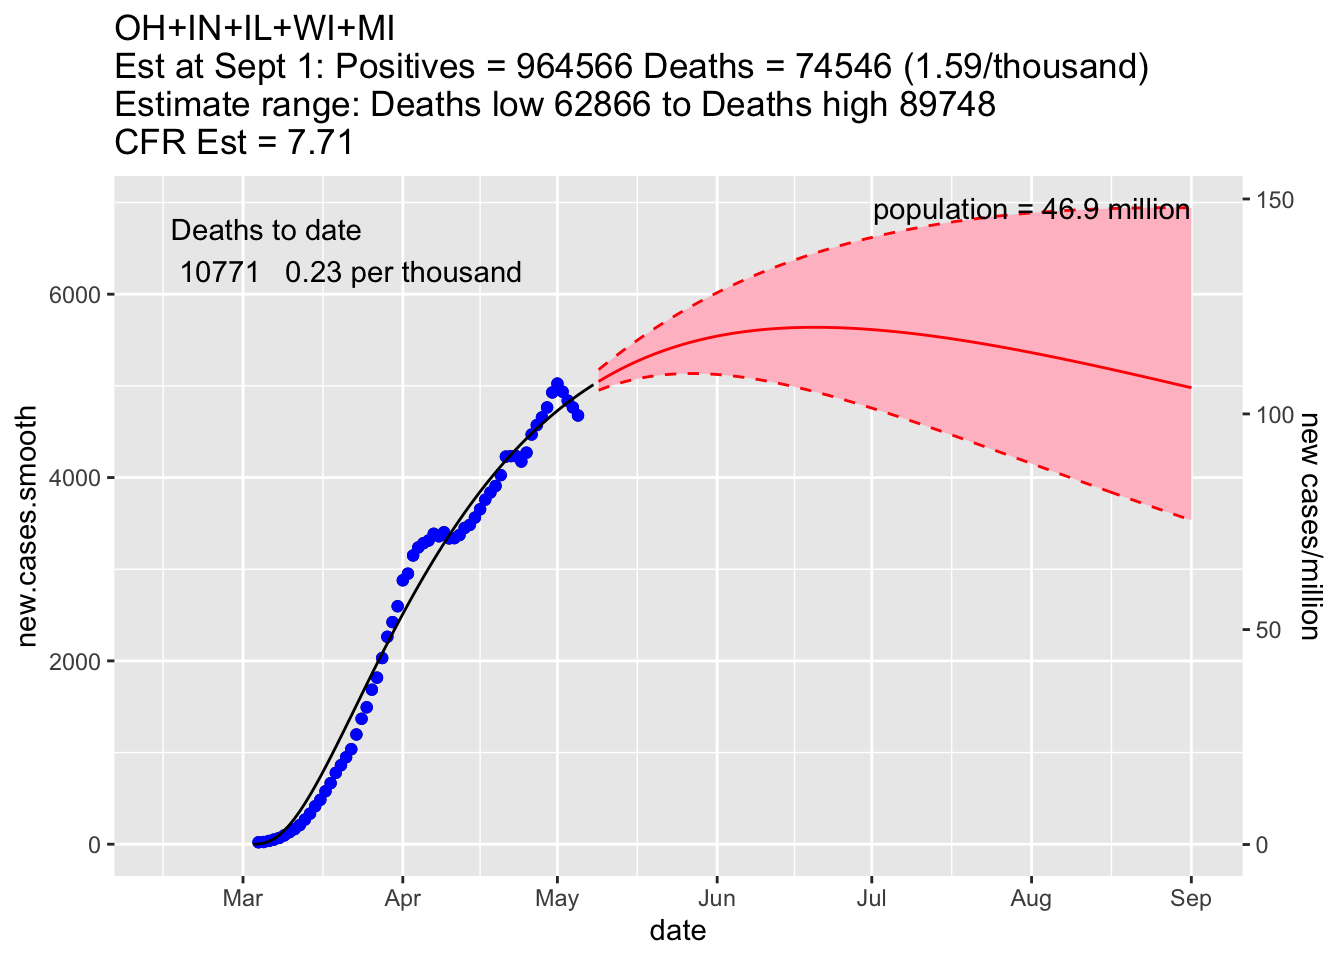 OH+IN+IL+WI+MI
Est at Sept 1: Positives = 964566 Deaths = 74546 (1.59/thousand)
Estimate range: Deaths low 62866 to Deaths high 89748
CFR Est = 7.71
population = 46.9 million
Deaths to date
10771 0.23 per thousand
new.cases.smooth
6000
4000
2000
0
150
100
50
0
new cases/million
Mar Apr May Jun Jul Aug Sep
date